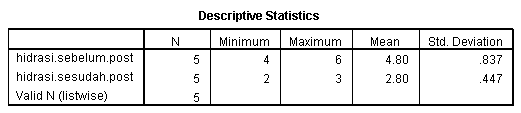 Descriptive Statistics
N Minimum Maximum Mean Std. Deviation
hidrasi.sebelum.post 5 4 6 4.80 .837
hidrasi.sesudah.post 5 2 3 2.80 .447
Valid N (listwise) 5